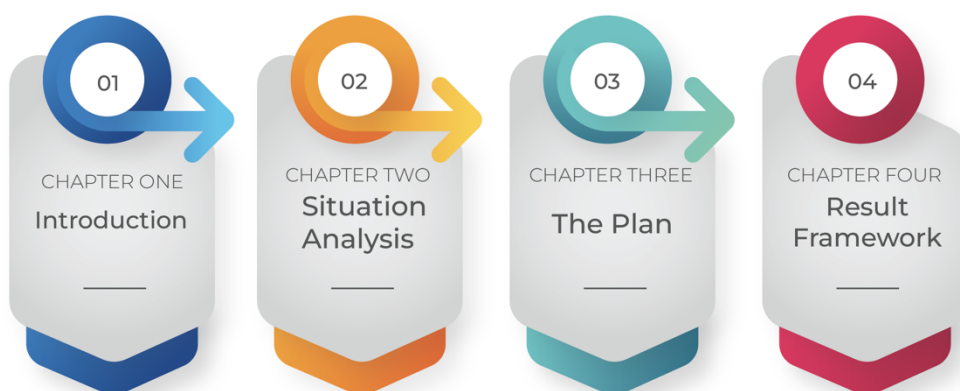 01
CHAPTER ONE
Introduction
02
CHAPTER TWO
Situation
Analysis
03
CHAPTER THREE
The Plan
04
CHAPTER FOUR
Result
Framework